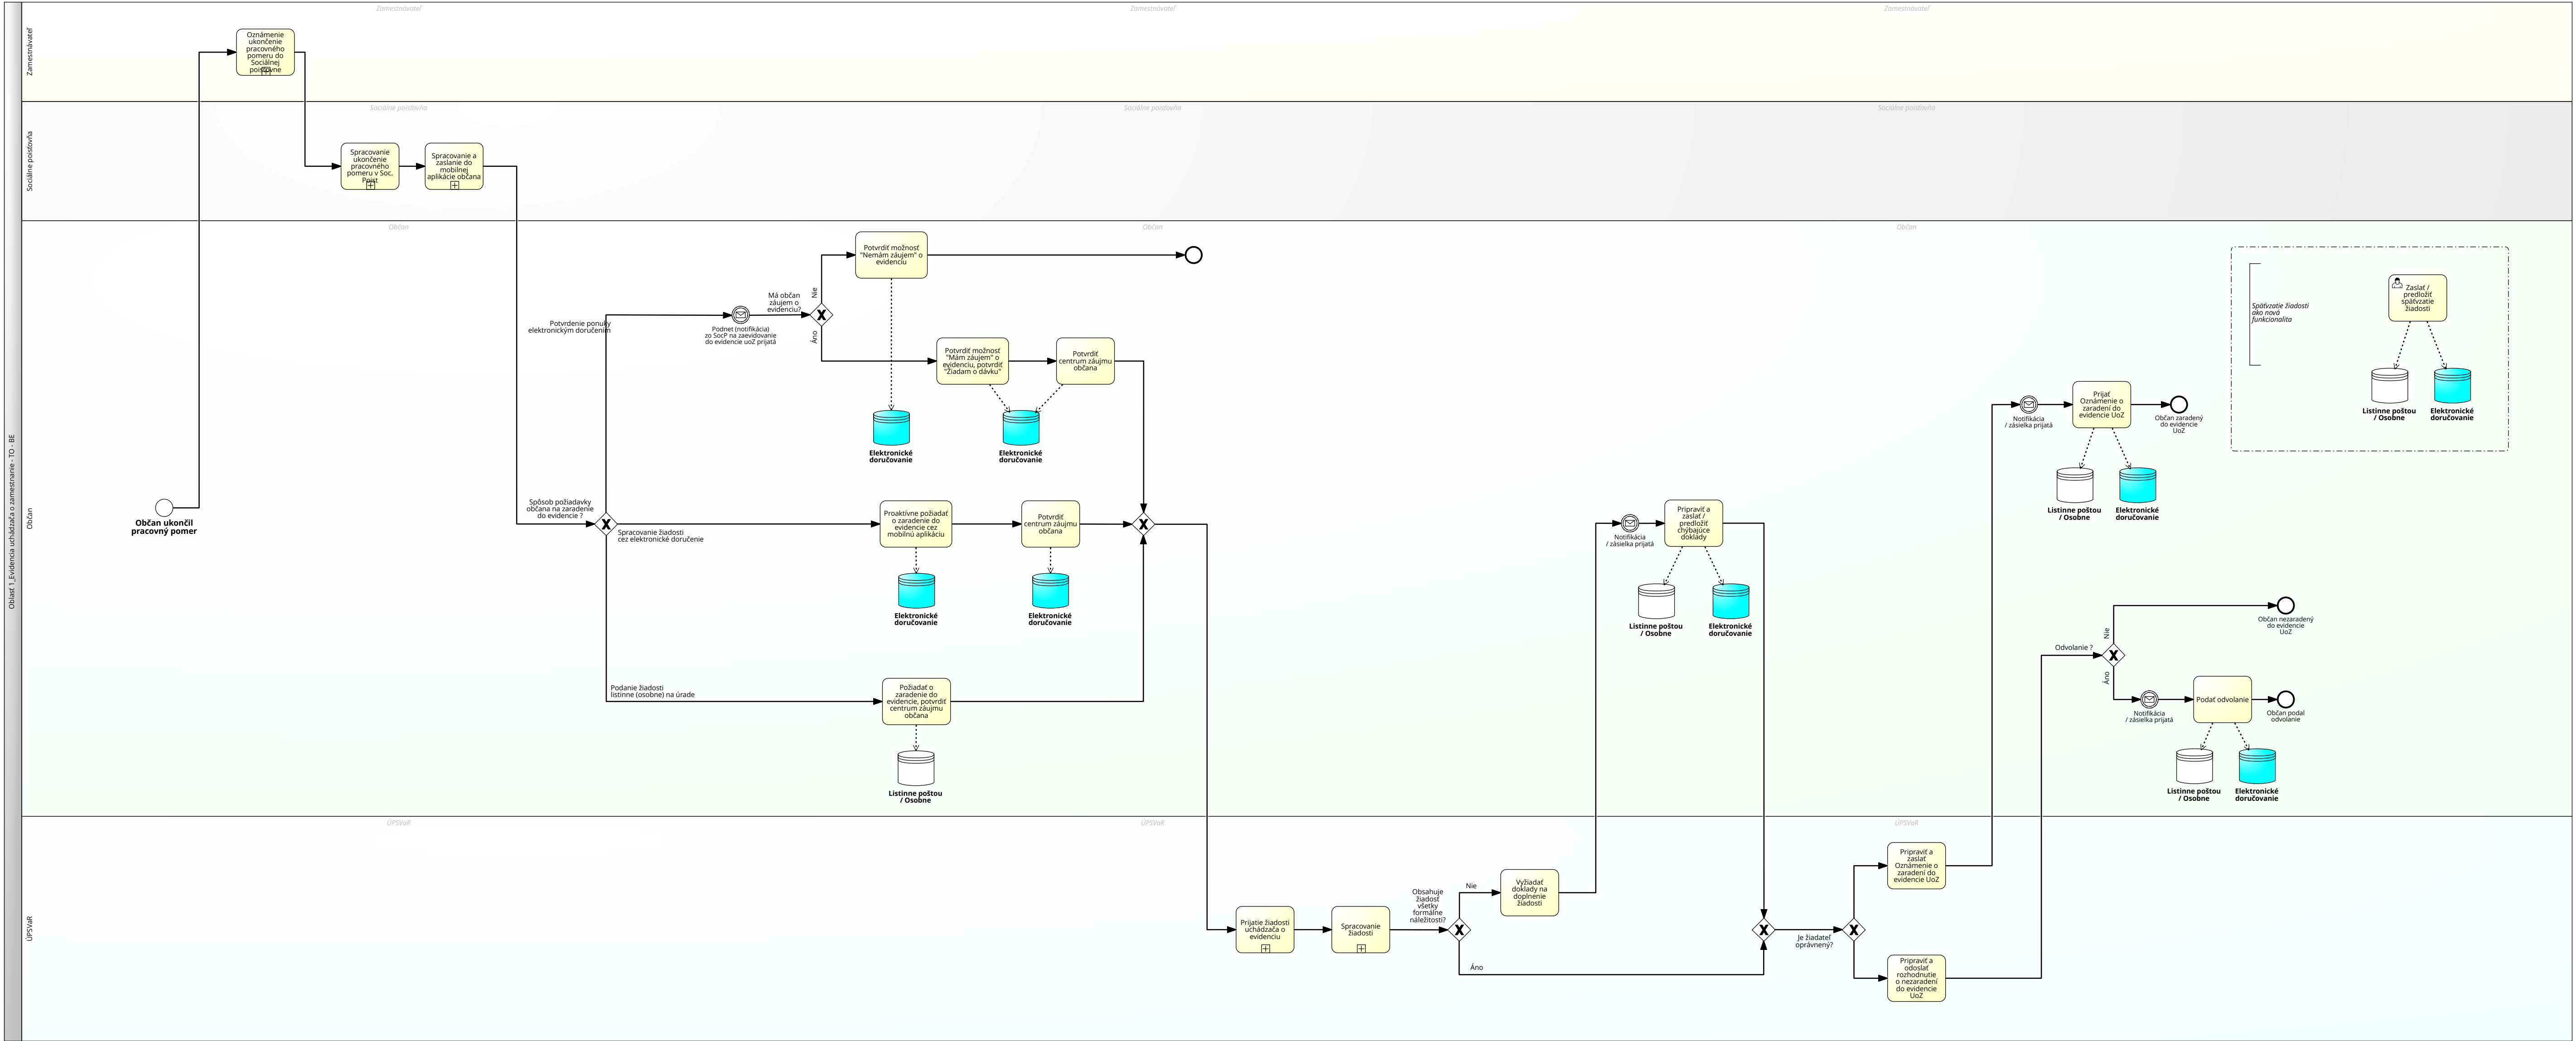 Oblasť 1_Evidencia uchádzača o zamestnanie - TO - BE
Zamestnávateľ
Zamestnávateľ
Zamestnávateľ
Zamestnávateľ
Oznámenie
ukončenie
pracovného
pomeru do
Sociálnej
poisťovne
Sociálne poisťovňa
Sociálne poisťovňa
Sociálne poisťovňa
Sociálne poisťovňa
Spracovanie
ukončenie
pracovného
pomeru v Soc.
Poist
Spracovanie a
zaslanie do
mobilnej
aplikácie občana
Občan
Občan
Občan
Občan
Občan ukončil
pracovný pomer
Spôsob požiadavky
občana na zaradenie
do evidencie ?
Potvrdenie ponuky
elektronickým doručením
Podnet (notifikácia)
zo SocP na zaevidovanie
do evidencie uoZ prijatá
Má občan
záujem o
evidenciu?
Nie
Áno
Potvrdiť možnosť
"Nemám záujem" o
evidenciu
Potvrdiť možnosť
"Mám záujem" o
evidenciu, potvrdiť
"Žiadam o dávku"
Potvrdiť
centrum záujmu
občana
Elektronické
doručovanie
Elektronické
doručovanie
Spracovanie žiadosti
cez elektronické doručenie
Proaktívne požiadať
o zaradenie do
evidencie cez
mobilnú aplikáciu
Potvrdiť
centrum záujmu
občana
Elektronické
doručovanie
Elektronické
doručovanie
Podanie žiadosti
listinne (osobne) na úrade
Požiadať o
zaradenie do
evidencie, potvrdiť
centrum záujmu
občana
Listinne poštou
/ Osobne
Notifikácia
/ zásielka prijatá
Pripraviť a
zaslať /
predložiť
chýbajúce
doklady
Listinne poštou
/ Osobne
Elektronické
doručovanie
Notifikácia
/ zásielka prijatá
Prijať
Oznámenie o
zaradení do
evidencie UoZ
Občan zaradený
do evidencie
UoZ
Listinne poštou
/ Osobne
Elektronické
doručovanie
Späťvzatie žiadosti
ako nová
funkcionalita
Zaslať /
predložiť
späťvzatie
žiadosti
Listinne poštou
/ Osobne
Elektronické
doručovanie
Odvolanie ?
Nie
Áno
Občan nezaradený
do evidencie
UoZ
Notifikácia
/ zásielka prijatá
Podať odvolanie
Občan podal
odvolanie
Listinne poštou
/ Osobne
Elektronické
doručovanie
ÚPSVaR
ÚPSVaR
ÚPSVaR
ÚPSVaR
Prijatie žiadosti
uchádzača o
evidenciu
Spracovanie
žiadosti
Obsahuje
žiadosť
všetky
formálne
náležitosti?
Nie
Áno
Vyžiadať
doklady na
doplnenie
žiadosti
Je žiadateľ
oprávnený?
Pripraviť a
zaslať
Oznámenie o
zaradení do
evidencie UoZ
Pripraviť a
odoslať
rozhodnutie
o nezaradení
do evidencie
UoZ